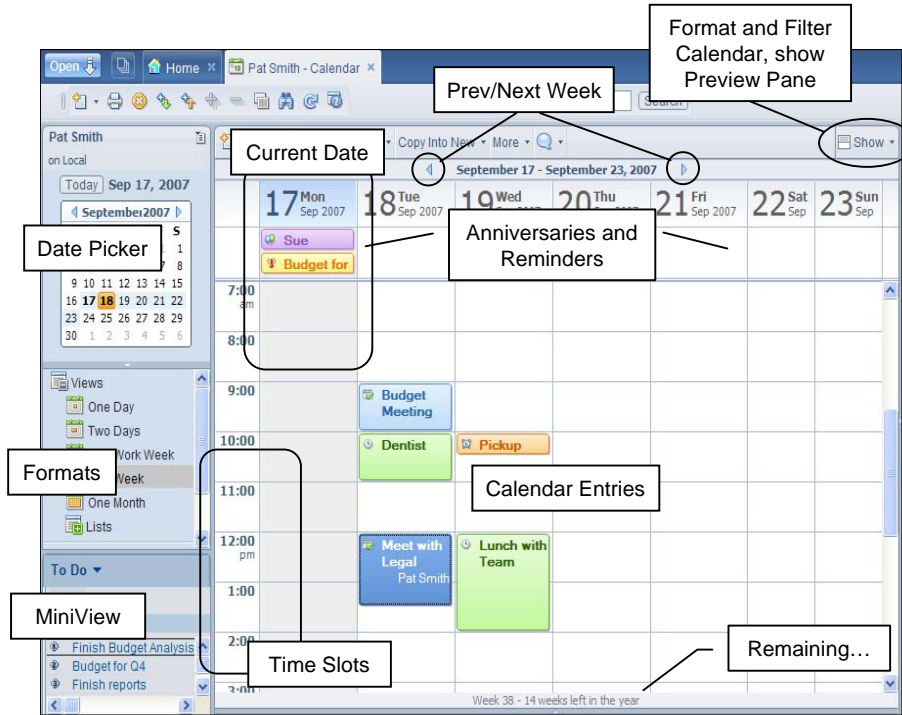 Format and Filter
Calendar, show
Preview Pane
Open
Home
Pat Smith - Calendar
Prev/Next Week
Search
Pat Smith
on Local
Today Sep 17, 2007
September 2007
S
1 1
8
9 10 11 12 13 14 15
16 17 18 19 20 21 22
23 24 25 26 27 28 29
30 1 2 3 4 5 6
Date Picker
Current Date
Copy Into New
More
Show
September 17 - September 23, 2007
17 Mon Sep 2007
18 Tue Sep 2007
19 Wed
20 Thu
21 Fri Sep 2007
22 Sat Sep
23 Sun Sep
Sue
Budget for
Anniversaries and
Reminders
7:00
am
8:00
9:00
10:00
11:00
12:00
pm
1:00
2:00
3:00
Budget
Meeting
Dentist
Pickup
Calendar Entries
Meet with
Legal
Pat Smith
Lunch with
Team
Views
One Day
Two Days
Work Week
Week
One Month
Lists
Formats
To Do
MiniView
Finish Budget Analysis
Budget for Q4
Finish reports
Time Slots
Remaining…
Week 38 - 14 weeks left in the year